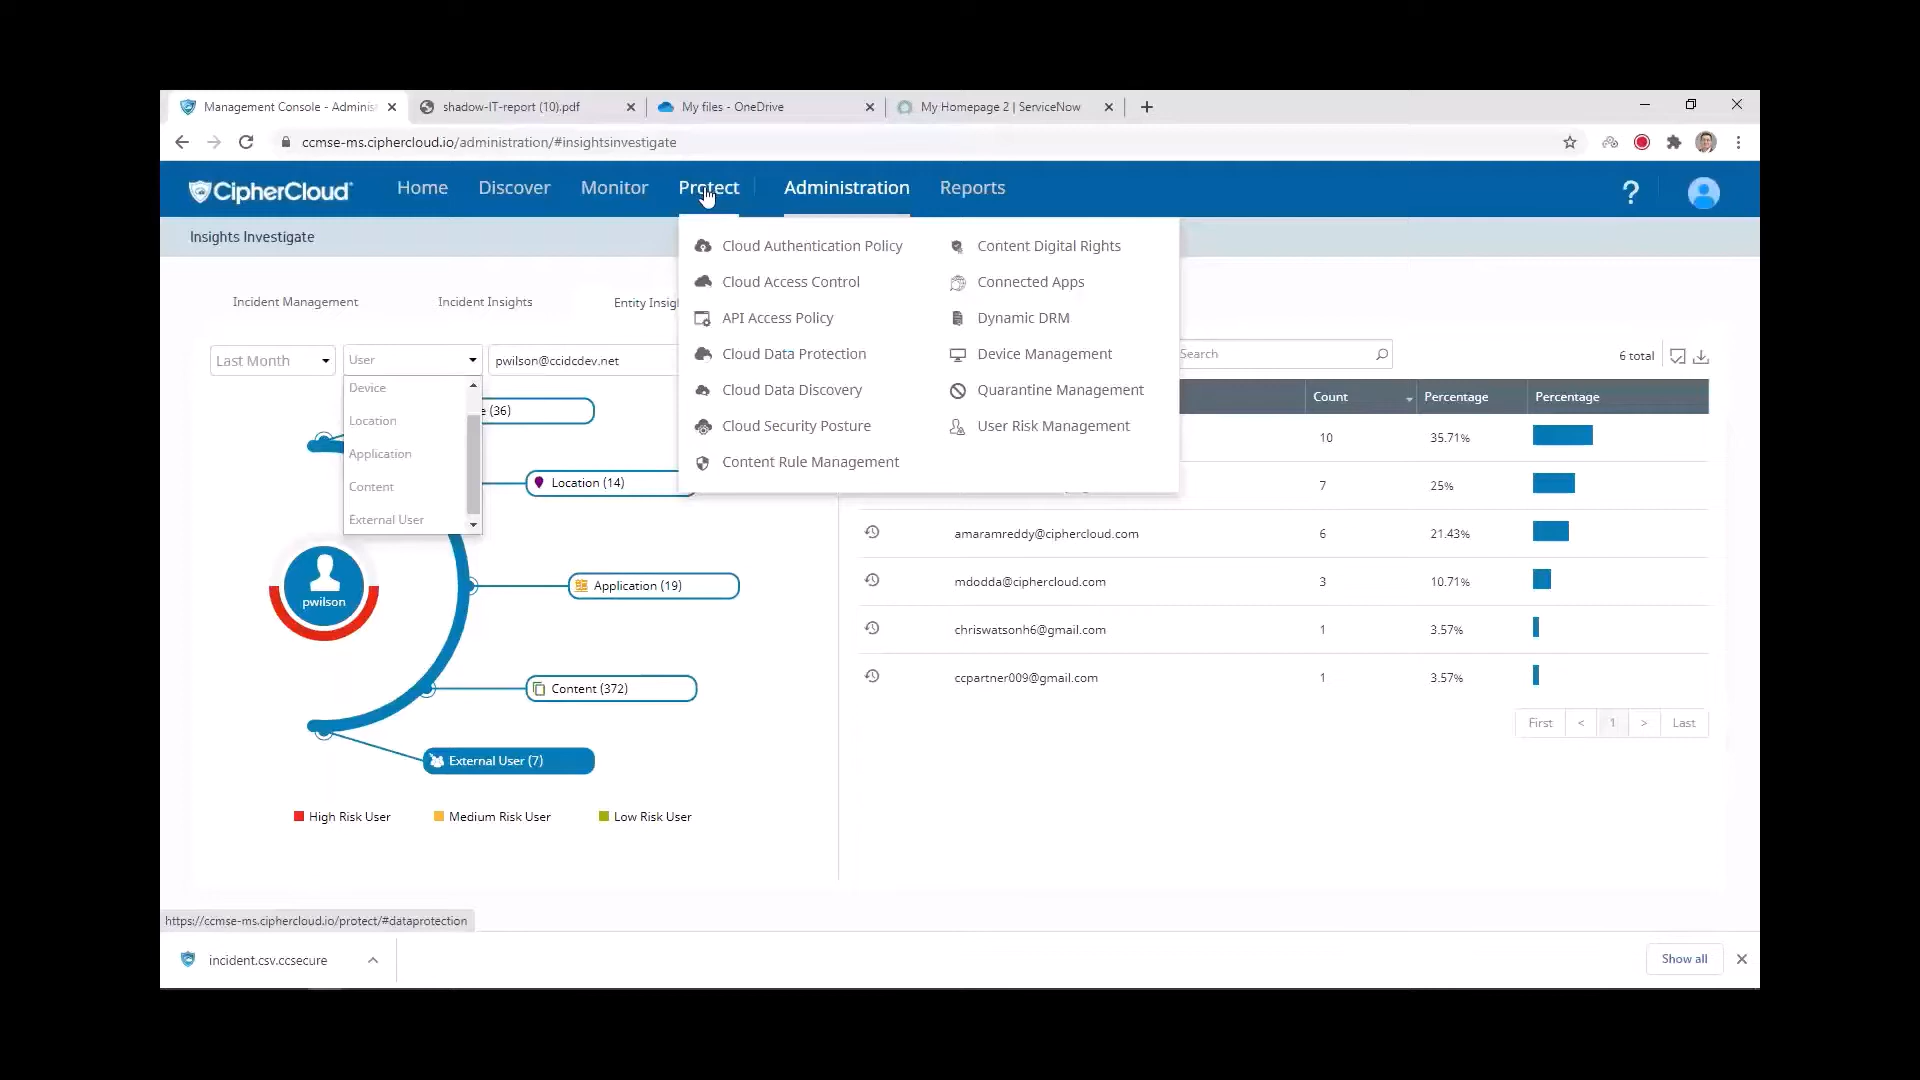 Management Console - Adminis
shadow-IT-report (10).pdf
My files - OneDrive
My Homepage 2 | ServiceNow
ccmse-ms.ciphercloud.io/administration/#insightsinvestigate
CipherCloud
Home
Discover
Monitor
Protect
Administration
Reports
?
Insights Investigate
Cloud Authentication Policy
Cloud Access Control
API Access Policy
Cloud Data Protection
Cloud Data Discovery
Cloud Security Posture
Content Rule Management
Content Digital Rights
Connected Apps
Dynamic DRM
Device Management
Quarantine Management
User Risk Management
Incident Management
Incident Insights
Entity Insig
Last Month
User
pwilson@ccidcdev.net
Device
Location
Application
Content
External User
e (36)
Location (14)
Application (19)
Content (372)
External User (7)
pwilson
High Risk User
Medium Risk User
Low Risk User
Search
6 total
Count Percentage Percentage
10 35.71%
7 25%
amaramreddy@ciphercloud.com 6 21.43%
mdodda@ciphercloud.com 3 10.71%
chriswatsonh6@gmail.com 1 3.57%
ccpartner009@gmail.com 1 3.57%
First < 1 > Last
https://ccmse-ms.ciphercloud.io/protect/#dataprotection
incident.csv.ccsecure
Show all